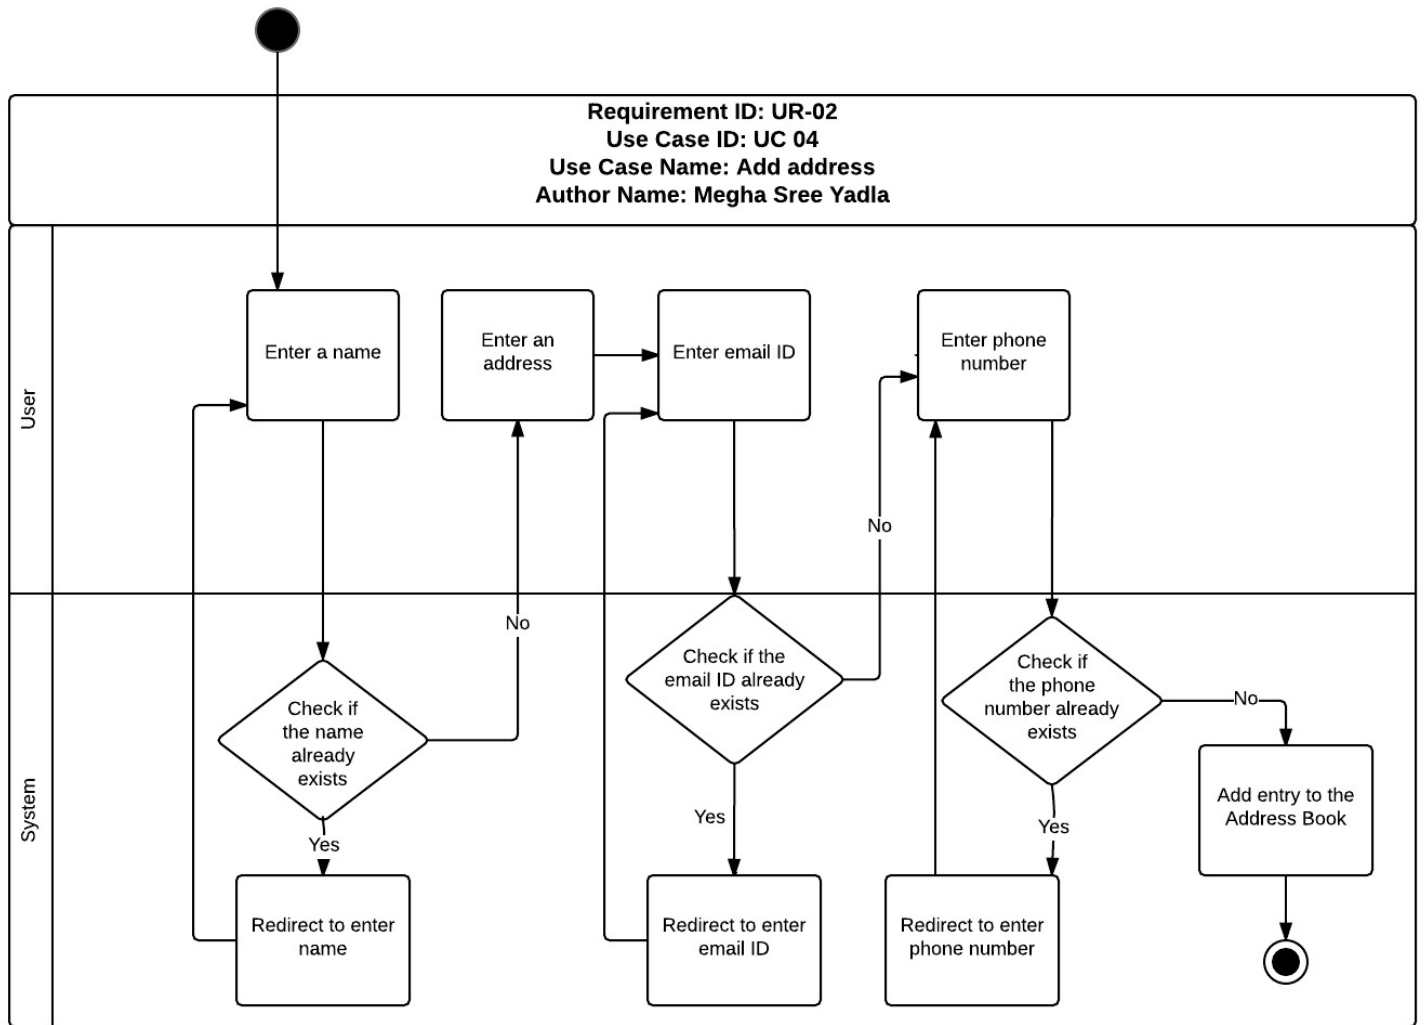 Requirement ID: UR-02
Use Case ID: UC 04
Use Case Name: Add address
Author Name: Megha Sree Yadla
User
Enter a name
Enter an
address
Enter email ID
Enter phone
number
No
No
System
Check if
the name
already
exists
Check if the
email ID already
exists
Check if
the phone
number already
exists
No
Add entry to the
Address Book
Yes
Yes
Yes
Redirect to enter
name
Redirect to enter
email ID
Redirect to enter
phone number